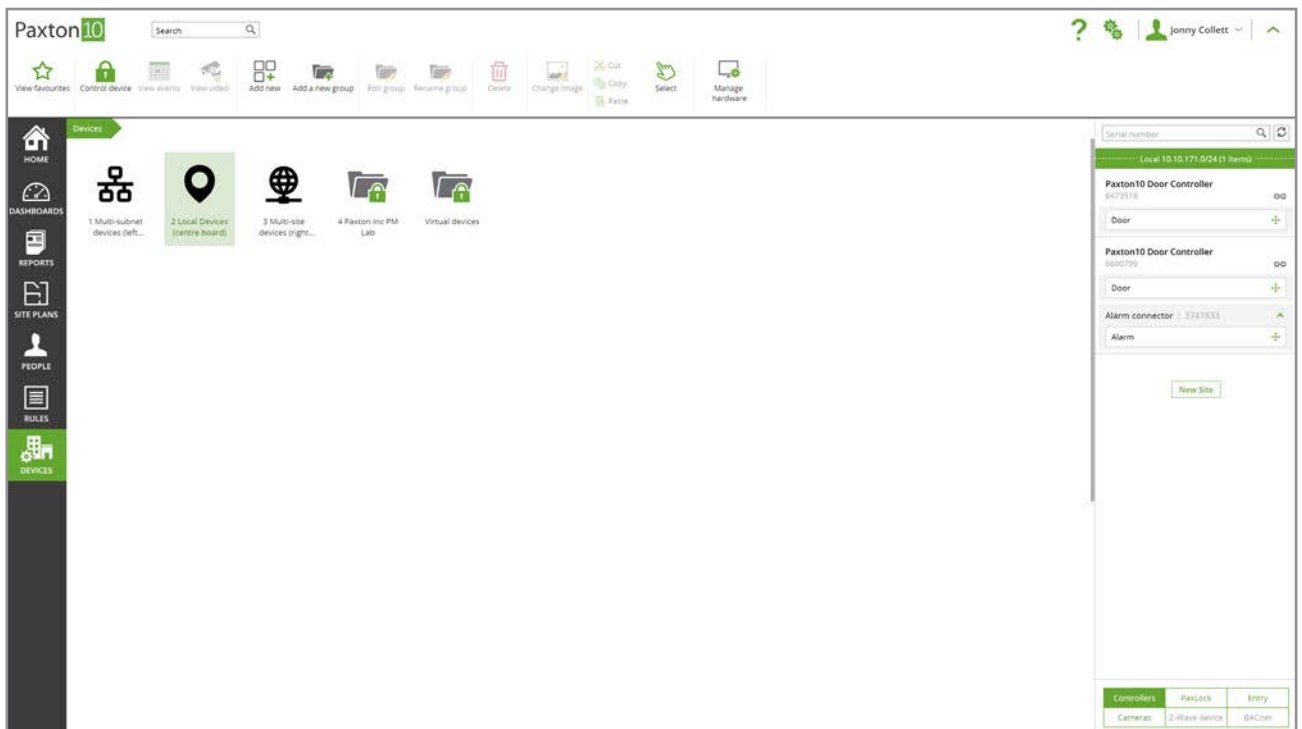 Paxton10
Search
Jonny Collett
View favourites
Control device
View events
View video
Add new
Add a new group
Edit group
Rename group
Delete
Change image
Cut
Copy
Paste
Select
Manage
hardware
HOME
DASHBOARDS
REPORTS
SITE PLANS
PEOPLE
RULES
DEVICES
Devices
1 Multi-subnet
devices (left...
2 Local Devices
(centre board)
3 Multi-site
devices (right...
4 Paxton Inc PM
Lab
Virtual devices
Serial number
Local 10.10.171.0/24 (1 items)
Paxton10 Door Controller
6473518
Door
Paxton10 Door Controller
6680799
Door
Alarm connector | 3747833
Alarm
New Site
Controllers
PaxLock
Entry
Cameras
Z-Wave device
BACnet